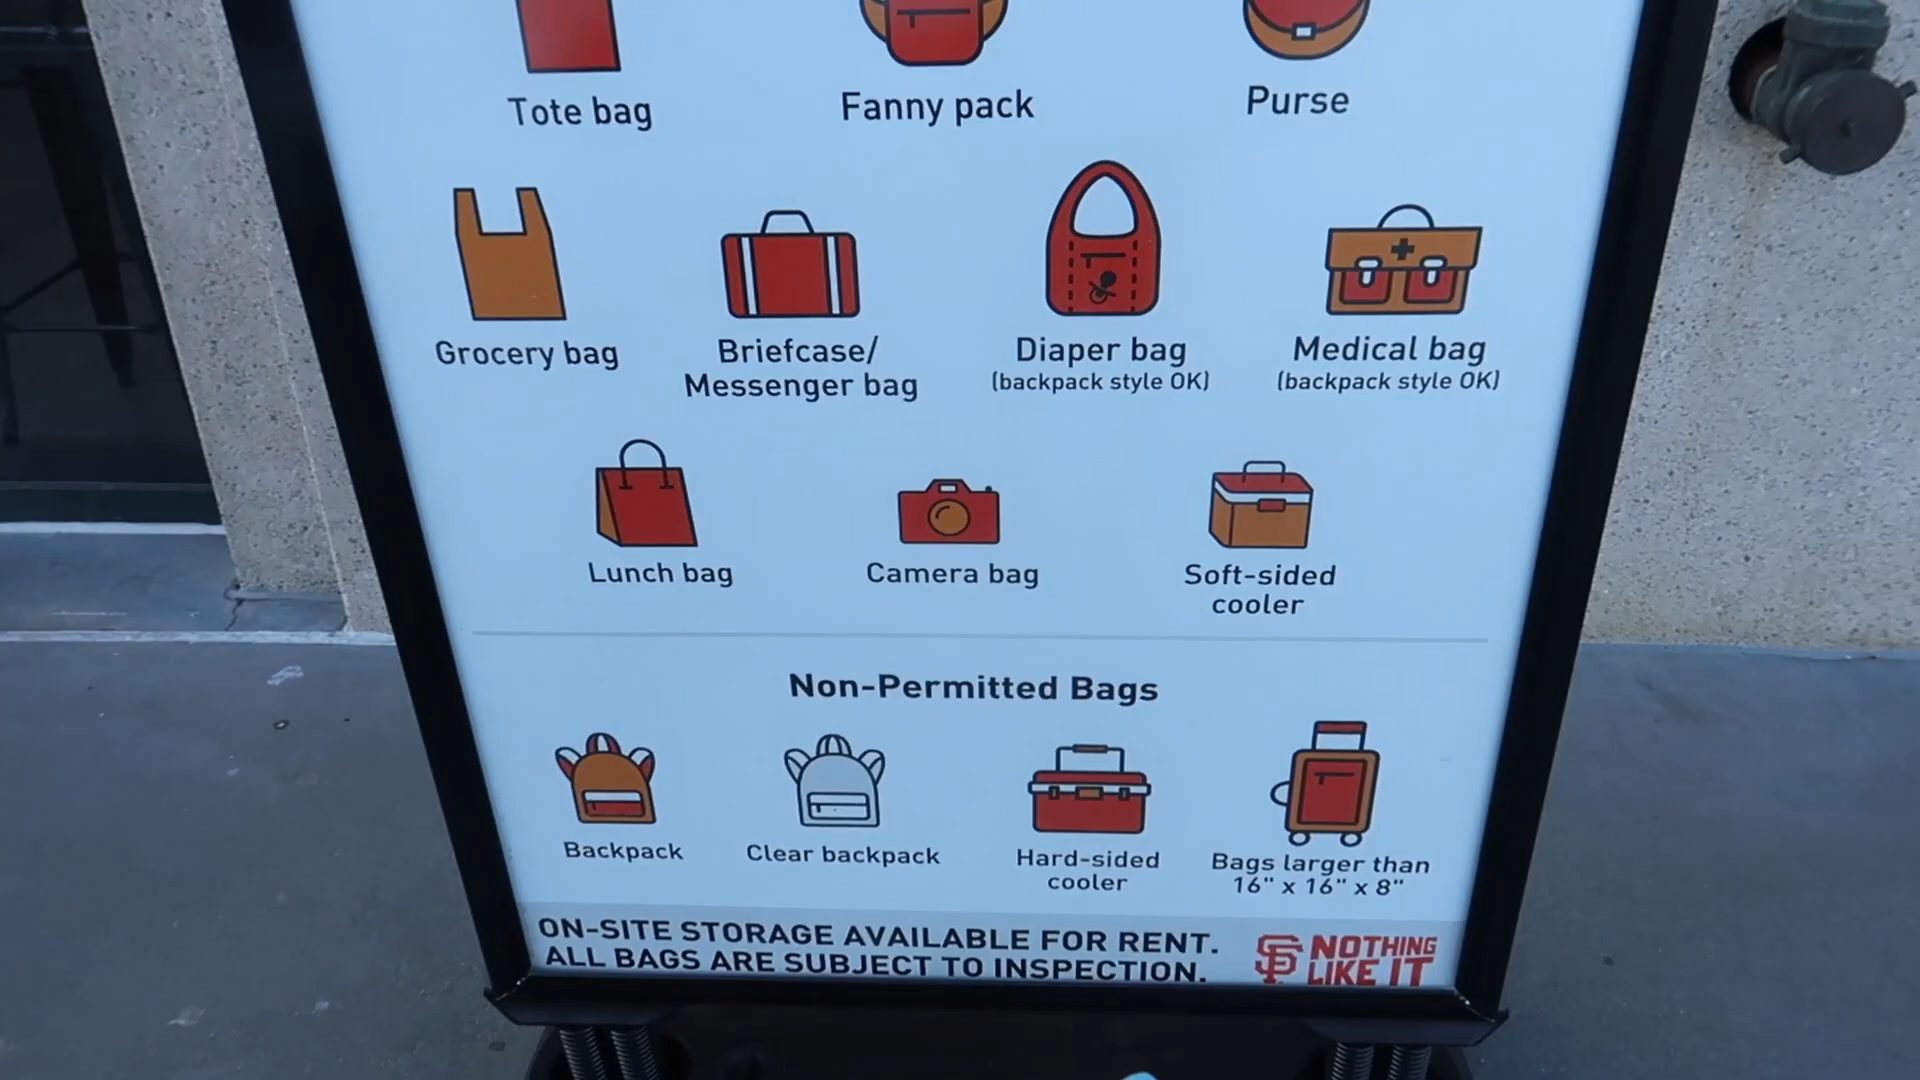 Tote bag
Fanny pack
Purse
Grocery bag
Briefcase/
Messenger bag
Diaper bag
(backpack style OK)
Medical bag
(backpack style OK)
Lunch bag
Camera bag
Soft-sided
cooler
Non-Permitted Bags
Backpack
Clear backpack
Hard-sided
cooler
Bags larger than
16" x 16" x 8"
ON-SITE STORAGE AVAILABLE FOR RENT.
ALL BAGS ARE SUBJECT TO INSPECTION.
SF
NOTHING
LIKE IT